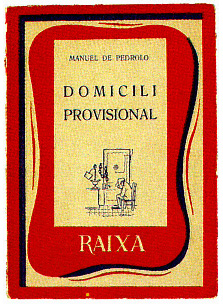 MANUEL DE PEDROLO
DOMICILI
PROVISIONAL
RAIXA